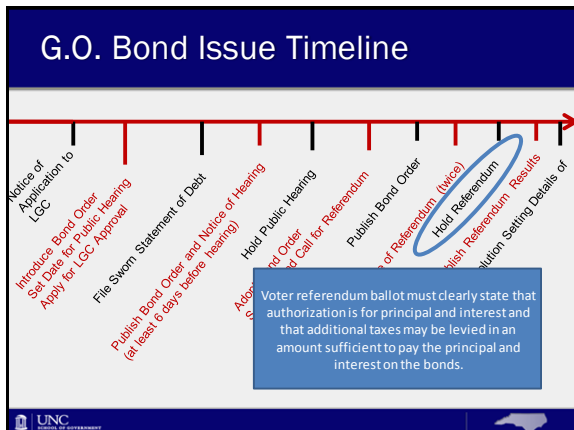 G.O. Bond Issue Timeline
Notice of
Application to
LGC
Introduce Bond Order
Set Date for Public Hearing
Apply for LGC Approval
File Sworn Statement of Debt
Publish Bond Order and Notice of Hearing
(at least 6 days before hearing)
Hold Public Hearing
Order
Call for Referendum
Publish Bond Order
of Referendum (twice)
Hold Referendum
Referendum Results
Setting Details of
Voter referendum ballot must clearly state that
authorization is for principal and interest and
that additional taxes may be levied in an
amount sufficient to pay the principal and
interest on the bonds.
UNC
SCHOOL OF GOVERNMENT